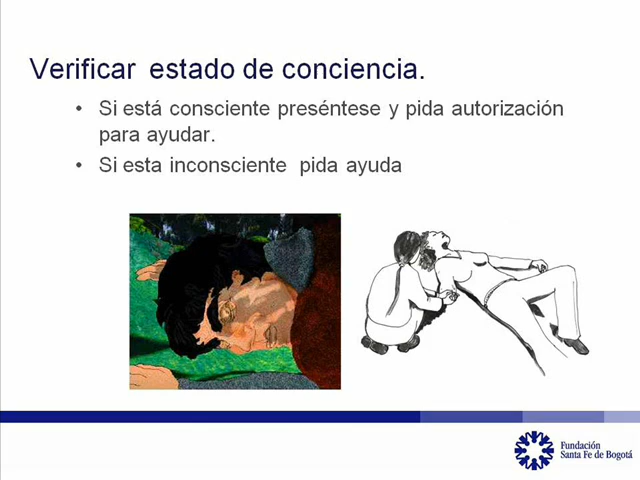 Verificar estado de conciencia.
• Si está consciente preséntese y pida autorización
para ayudar.
• Si esta inconsciente pida ayuda
Fundación
Santa Fe de Bogotá